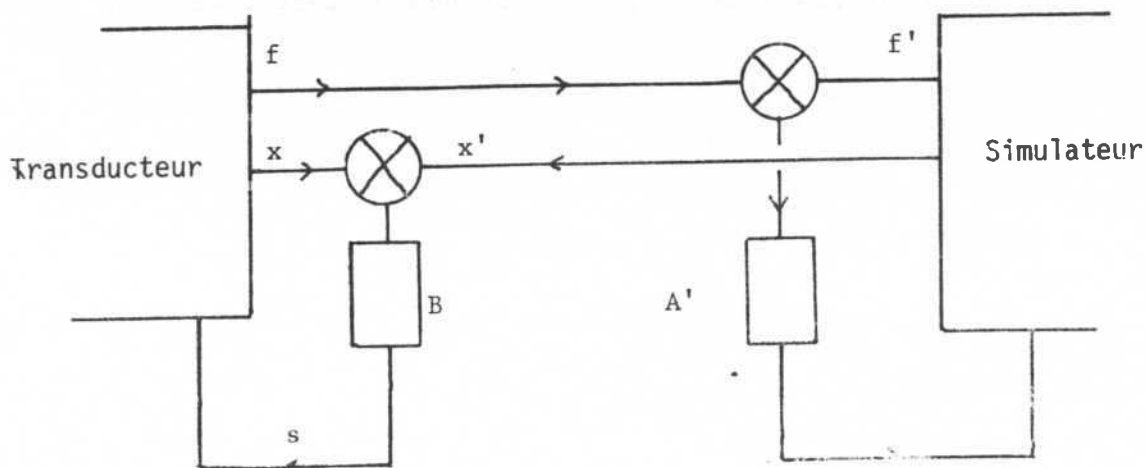 f
f'
Transducteur
x
x'
Simulateur
B
A'
s